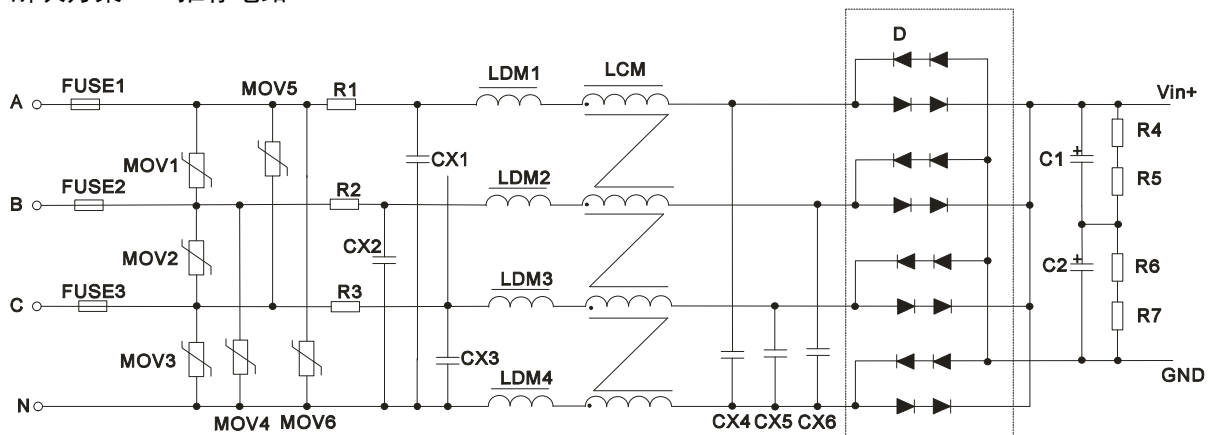 D
LDM1
LCM
FUSE1
MOV5
R1
A
Vin+
R4
MOV1
CX1
C1
+
FUSE2
R2
LDM2
R5
B
MOV2
CX2
C2
+
R6
FUSE3
R3
LDM3
C
R7
MOV3
CX3
LDM4
GND
N
MOV4
MOV6
CX4
CX5
CX6